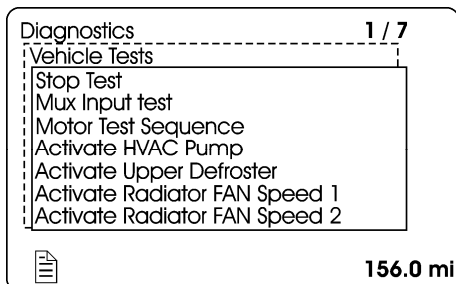 Diagnostics 1 / 7
Vehicle Tests
Stop Test
Mux Input test
Motor Test Sequence
Activate HVAC Pump
Activate Upper Defroster
Activate Radiator FAN Speed 1
Activate Radiator FAN Speed 2
156.0 mi